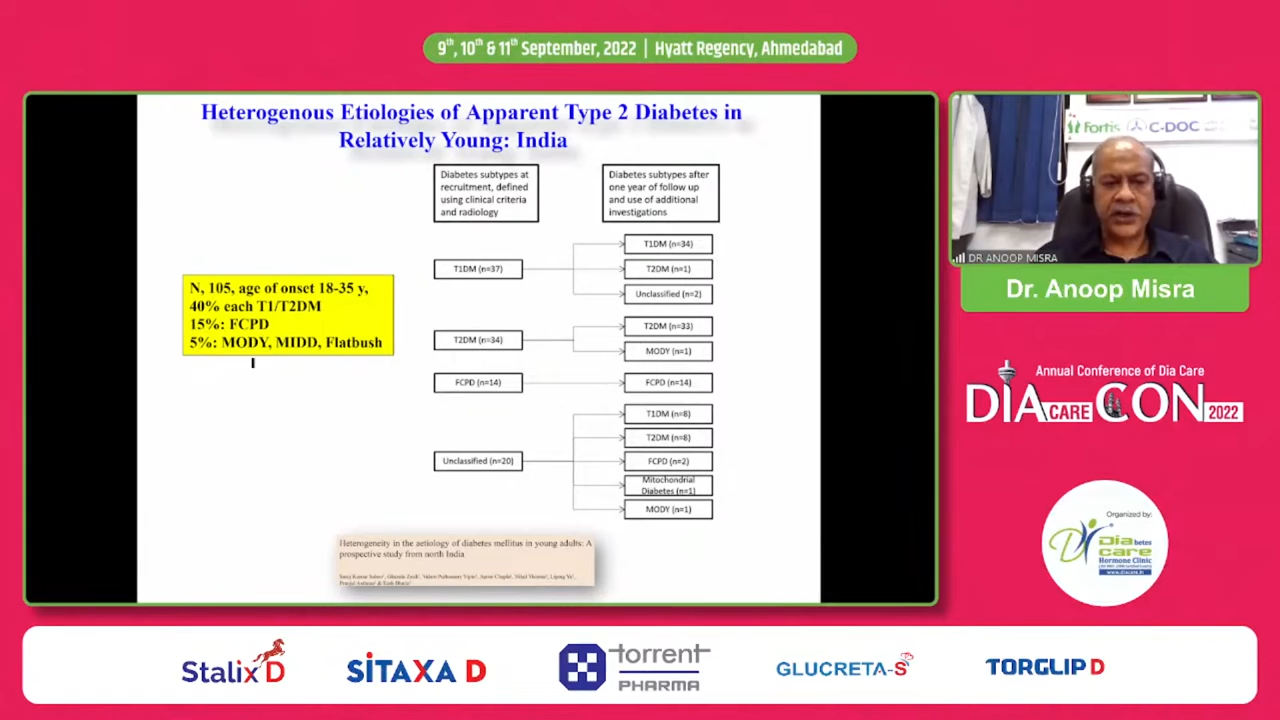 9th, 10th & 11th September, 2022 | Hyatt Regency, Ahmedabad
Heterogenous Etiologies of Apparent Type 2 Diabetes in
Relatively Young: India
Diabetes subtypes at
recruitment, defined
using clinical criteria
and radiology
Diabetes subtypes after
one year of follow up
and use of additional
investigations
N, 105, age of onset 18-35 y,
40% each T1/T2DM
15%: FCPD
5%: MODY, MIDD, Flatbush
T1DM (n=37)
T1DM (n=34)
T2DM (n=1)
Unclassified (n=2)
T2DM (n=34)
T2DM (n=33)
MODY (n=1)
FCPD (n=14)
FCPD (n=14)
Unclassified (n=20)
T1DM (n=8)
T2DM (n=8)
FCPD (n=2)
Mitochondrial
Diabetes (n=1)
MODY (n=1)
Heterogeneity in the aetiology of diabetes mellitus in young adults: A
prospective study from north India
Fortis C-DOC
DR ANOOP MISRA
Dr. Anoop Misra
Annual Conference of Dia Care
DIA CARE CON 2022
Organized by:
Diabetes
care
Hormone Clinic
www.diacare.in
Stalix D
SITAXA D
torrent
PHARMA
GLUCRETA-S
TORGLIP D